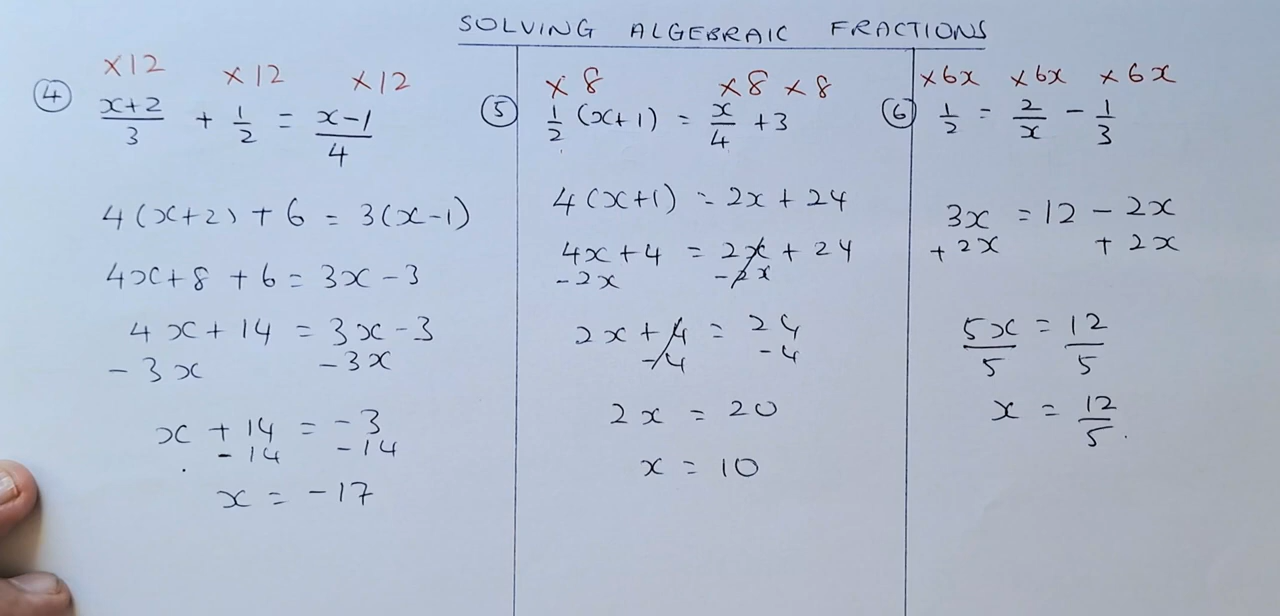 SOLVING ALGEBRAIC FRACTIONS
④ ×12 ×12 ×12
(x+2)/3 + 1/2 = (x-1)/4
4(x+2) + 6 = 3(x-1)
4x+8 + 6 = 3x-3
4x+14 = 3x-3
-3x -3x
x + 14 = -3
-14 -14
x = -17
⑤ ×8 ×8 ×8
1/2 (x+1) = x/4 +3
4(x+1) = 2x + 24
4x+4 = 2x + 24
-2x -2x
2x + 4 = 24
-4 -4
2x = 20
x = 10
⑥ ×6x ×6x ×6x
1/2 = 2/x - 1/3
3x = 12 - 2x
+2x +2x
5x/5 = 12/5
x = 12/5.